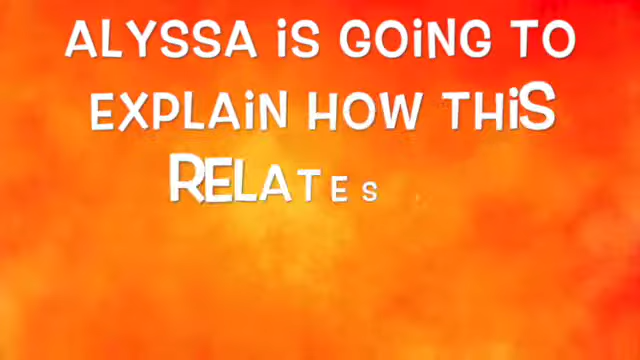 ALYSSA iS GOiNG TO
EXPLAiN HOW THiS
RELATES